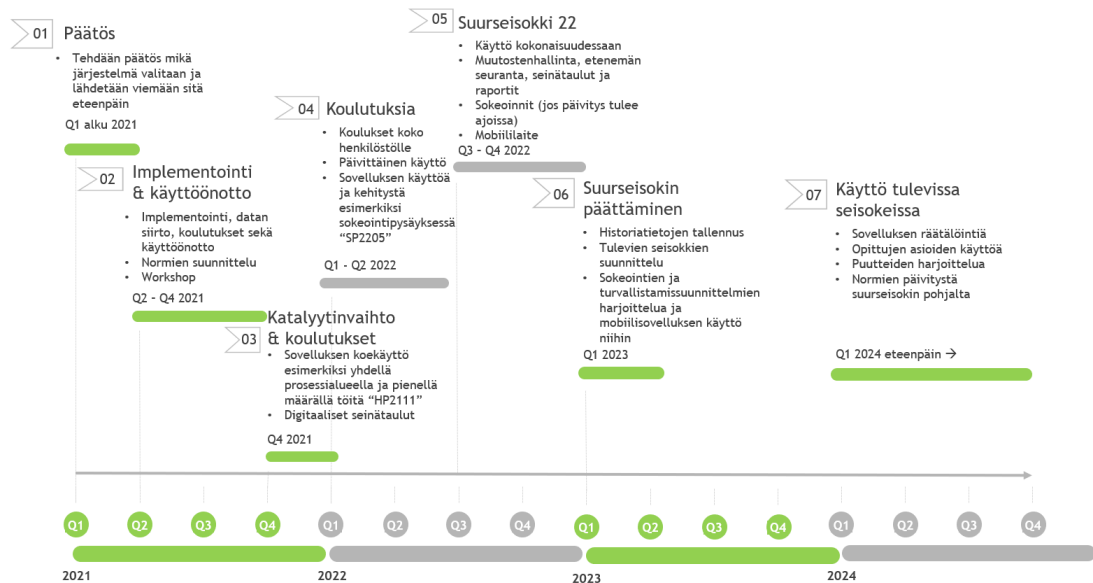 01 Päätös
• Tehdään päätös mikä
järjestelmä valitaan ja
lähdetään viemään sitä
eteenpäin
Q1 alku 2021
02 Implementointi
& käyttöönotto
• Implementointi, datan
siirto, koulutukset sekä
käyttöönotto
• Normien suunnittelu
• Workshop
Q2 – Q4 2021
03 Katalyytinvaihto
& koulutukset
• Sovelluksen koekäyttö
esimerkiksi yhdellä
prosessialueella ja pienellä
määrällä töitä “HP2111”
• Digitaaliset seinätaulut
Q4 2021
04 Koulutuksia
• Koulukset koko
henkilöstölle
• Päivittäinen käyttö
• Sovelluksen käyttöä
ja kehitystä
esimerkiksi
sokeointipysäyksessä
“SP2205”
Q1 - Q2 2022
05 Suurseisokki 22
• Käyttö kokonaisuudessaan
• Muutostenhallinta, etenemän
seuranta, seinätaulut ja
raportit
• Sokeoinnit (jos päivitys tulee
ajoissa)
• Mobiililaite
Q3 – Q4 2022
06 Suurseisokin
päättäminen
• Historiatietojen tallennus
• Tulevien seisokkien
suunnittelu
• Sokeointien ja
turvallistamissuunnitelmien
harjoittelua ja
mobiilisovelluksen käyttö
niihin
Q1 2023
07 Käyttö tulevissa
seisokeissa
• Sovelluksen räätälöintiä
• Opittujen asioiden käyttöä
• Puutteiden harjoittelua
• Normien päivitystä
suurseisokin pohjalta
Q1 2024 eteenpäin →
Q1 Q2 Q3 Q4 Q1 Q2 Q3 Q4 Q1 Q2 Q3 Q4 Q1 Q2 Q3 Q4
2021 2022 2023 2024